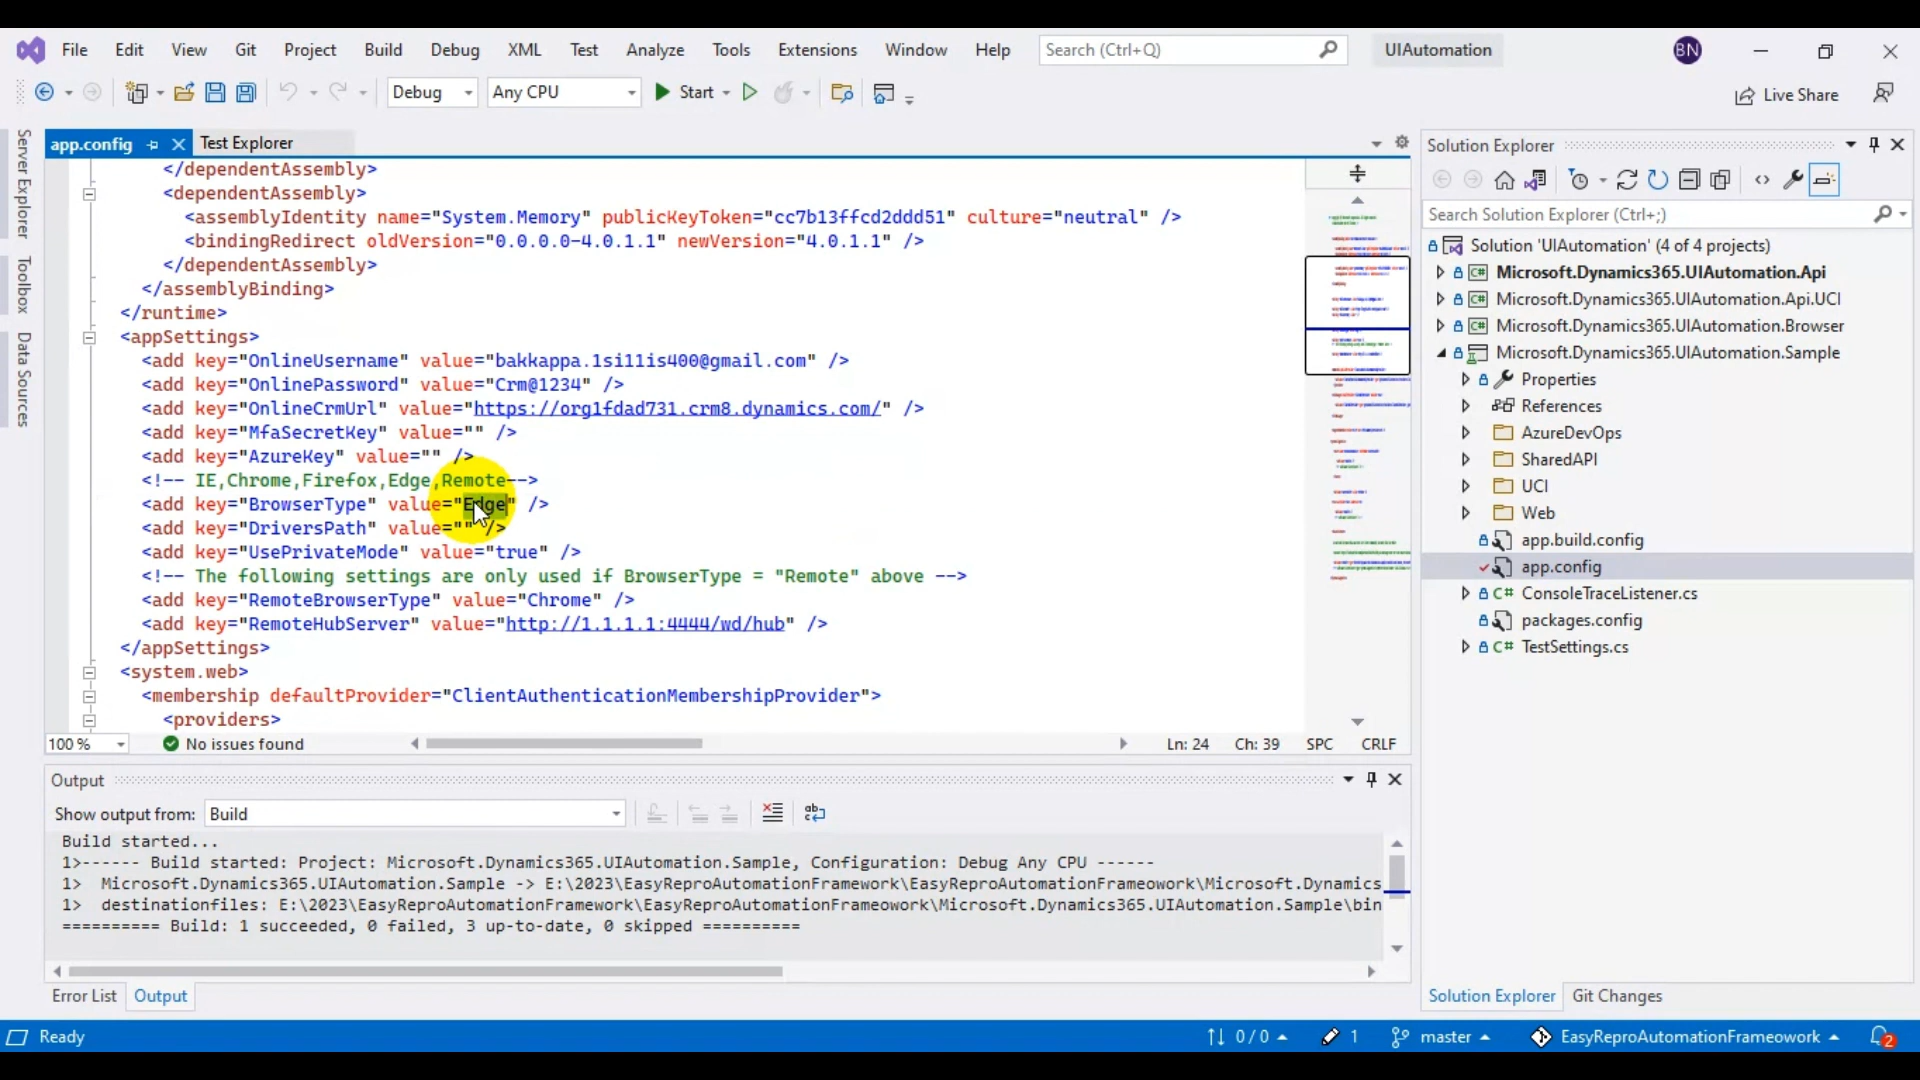 File Edit View Git Project Build Debug XML Test Analyze Tools Extensions Window Help Search (Ctrl+Q) UIAutomation BN
Debug Any CPU Start Live Share
Server Explorer
Toolbox
Data Sources
app.config Test Explorer
</dependentAssembly>
<dependentAssembly>
<assemblyIdentity name="System.Memory" publicKeyToken="cc7b13ffcd2ddd51" culture="neutral" />
<bindingRedirect oldVersion="0.0.0.0-4.0.1.1" newVersion="4.0.1.1" />
</dependentAssembly>
</assemblyBinding>
</runtime>
<appSettings>
<add key="OnlineUsername" value="bakkappa.1si11is400@gmail.com" />
<add key="OnlinePassword" value="Crm@1234" />
<add key="OnlineCrmUrl" value="https://org1fdad731.crm8.dynamics.com/" />
<add key="MfaSecretKey" value="" />
<add key="AzureKey" value="" />
<!-- IE,Chrome,Firefox,Edge,Remote-->
<add key="BrowserType" value="Edge" />
<add key="DriversPath" value="" />
<add key="UsePrivateMode" value="true" />
<!-- The following settings are only used if BrowserType = "Remote" above -->
<add key="RemoteBrowserType" value="Chrome" />
<add key="RemoteHubServer" value="http://1.1.1.1:4444/wd/hub" />
</appSettings>
<system.web>
<membership defaultProvider="ClientAuthenticationMembershipProvider">
<providers>
100 % No issues found Ln: 24 Ch: 39 SPC CRLF
Output
Show output from: Build
Build started...
1>------ Build started: Project: Microsoft.Dynamics365.UIAutomation.Sample, Configuration: Debug Any CPU ------
1> Microsoft.Dynamics365.UIAutomation.Sample -> E:\2023\EasyReproAutomationFramework\EasyReproAutomationFrameowork\Microsoft.Dynamics
1> destinationfiles: E:\2023\EasyReproAutomationFramework\EasyReproAutomationFrameowork\Microsoft.Dynamics365.UIAutomation.Sample\bin
========== Build: 1 succeeded, 0 failed, 3 up-to-date, 0 skipped ==========
Error List Output
Solution Explorer
Search Solution Explorer (Ctrl+;)
Solution 'UIAutomation' (4 of 4 projects)
Microsoft.Dynamics365.UIAutomation.Api
Microsoft.Dynamics365.UIAutomation.Api.UCI
Microsoft.Dynamics365.UIAutomation.Browser
Microsoft.Dynamics365.UIAutomation.Sample
Properties
References
AzureDevOps
SharedAPI
UCI
Web
app.build.config
app.config
C# ConsoleTraceListener.cs
packages.config
C# TestSettings.cs
Solution Explorer Git Changes
Ready 0 / 0 1 master EasyReproAutomationFrameowork 2